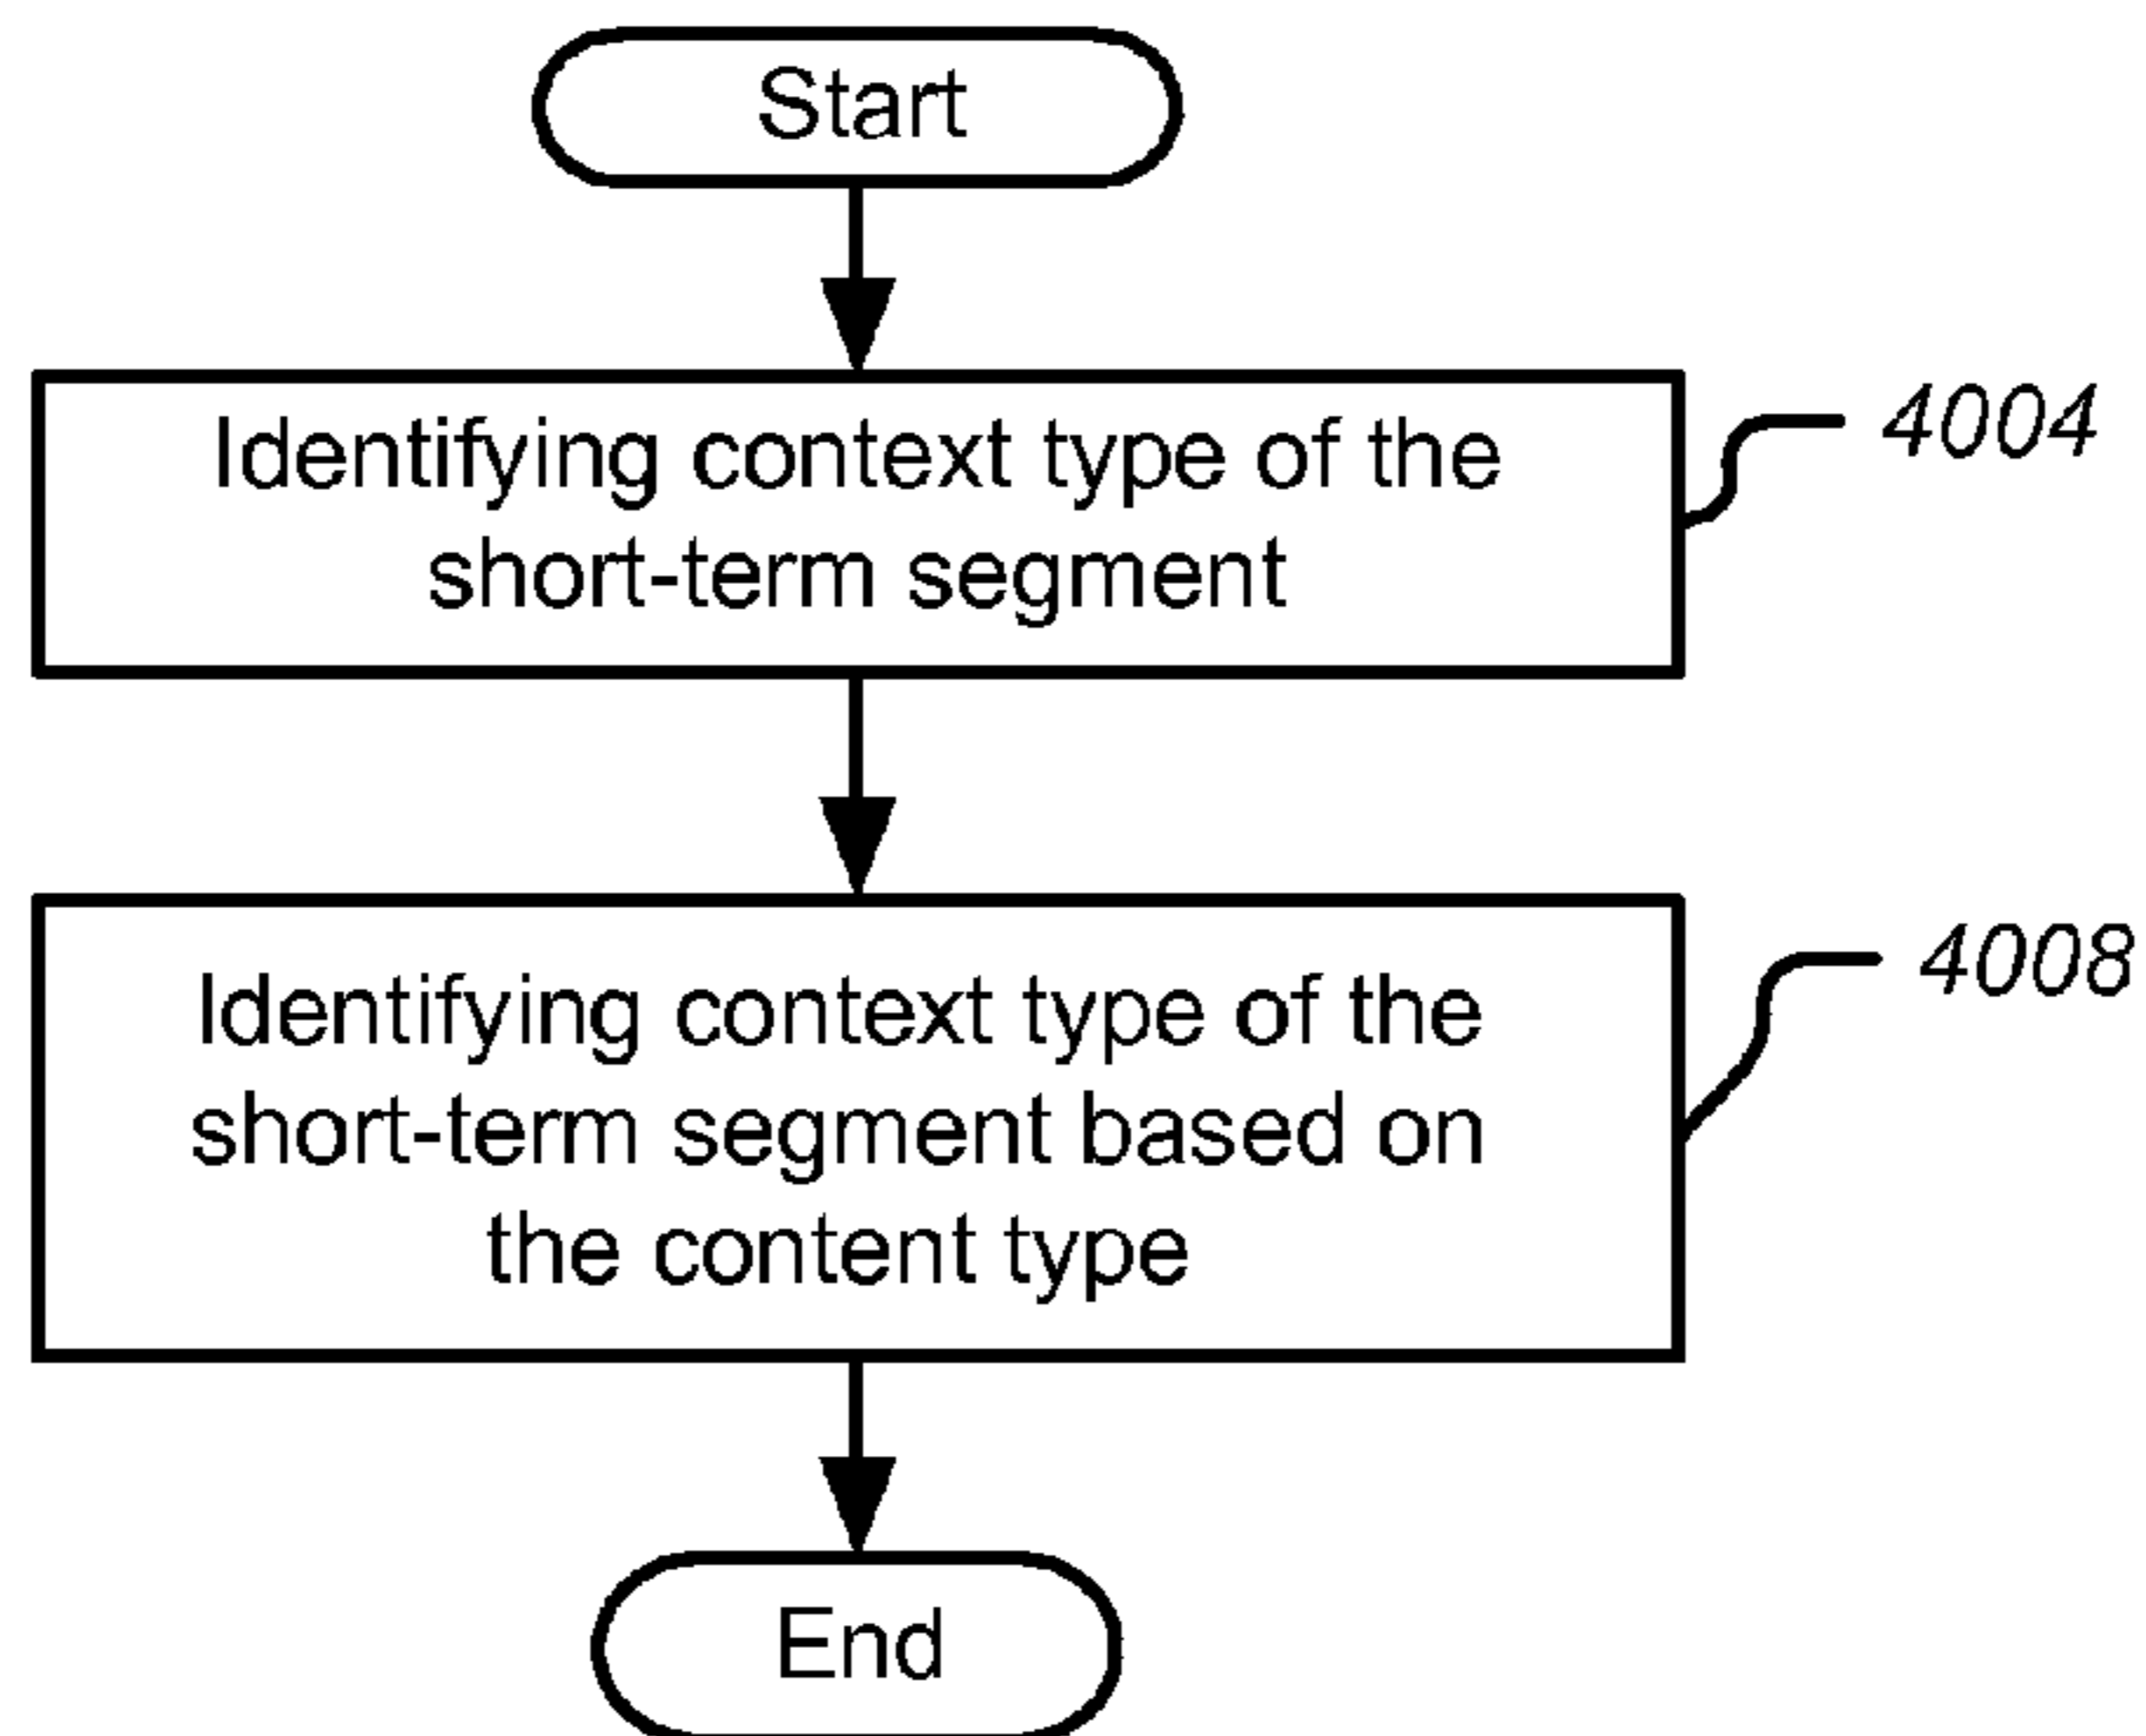 Start
Identifying context type of the
short-term segment
4004
Identifying context type of the
short-term segment based on
the content type
4008
End